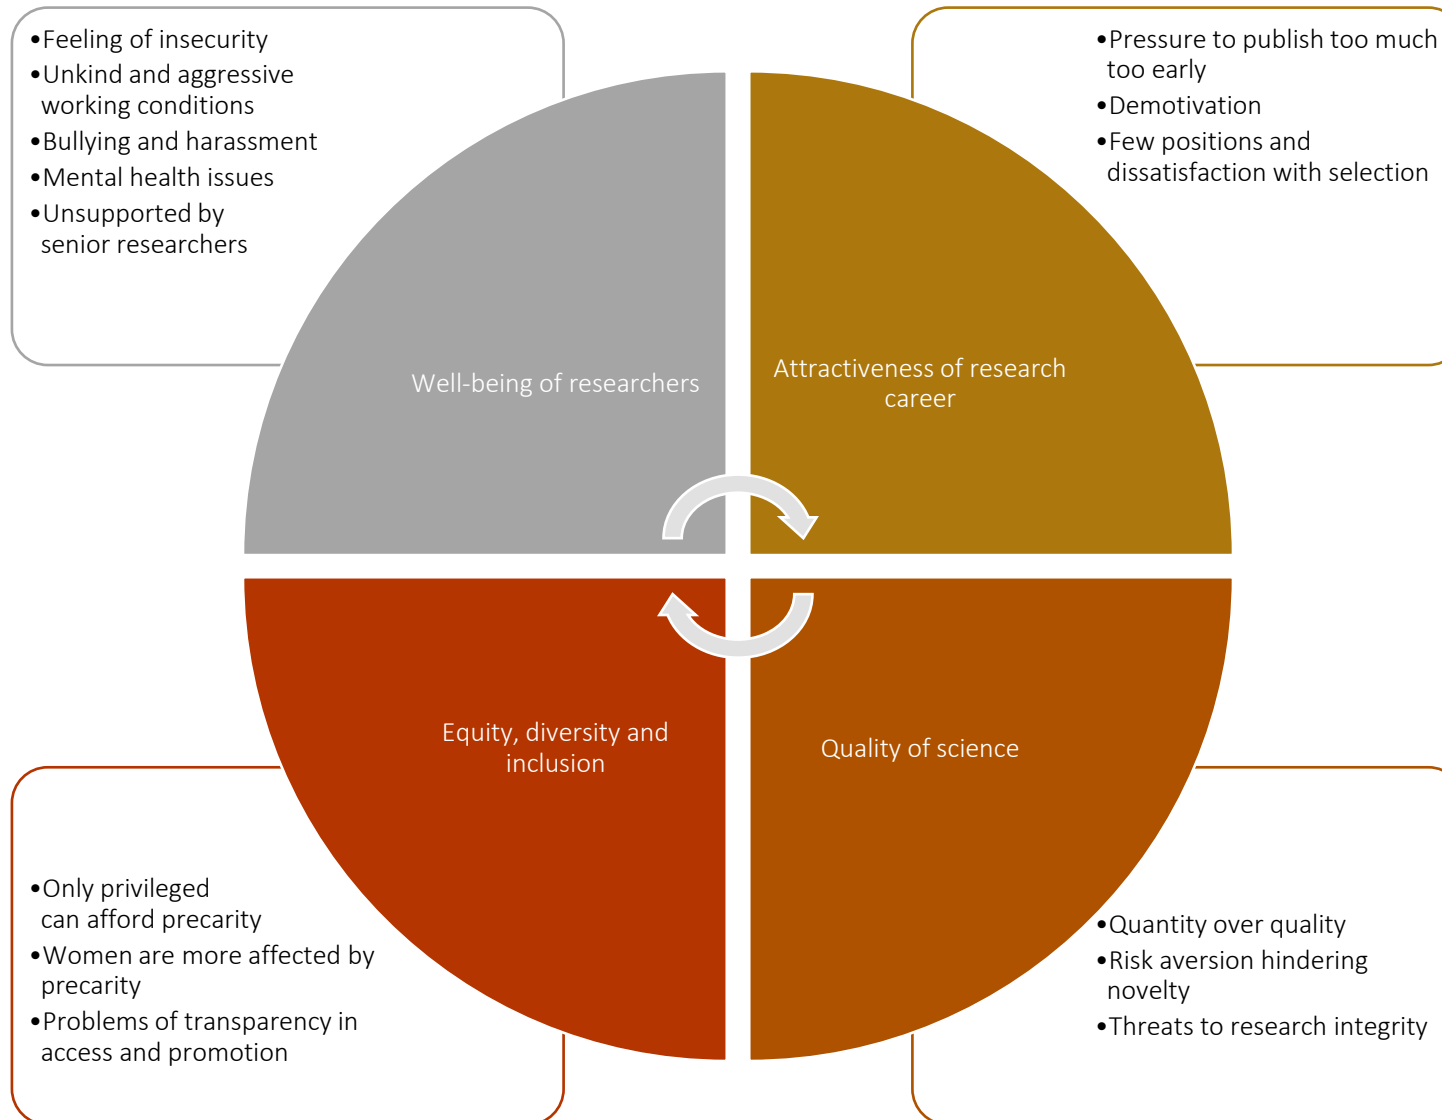 •Feeling of insecurity
•Unkind and aggressive
working conditions
•Bullying and harassment
•Mental health issues
•Unsupported by
senior researchers
•Pressure to publish too much
too early
•Demotivation
•Few positions and
dissatisfaction with selection
Well-being of researchers
Attractiveness of research
career
Equity, diversity and
inclusion
Quality of science
•Only privileged
can afford precarity
•Women are more affected by
precarity
•Problems of transparency in
access and promotion
•Quantity over quality
•Risk aversion hindering
novelty
•Threats to research integrity